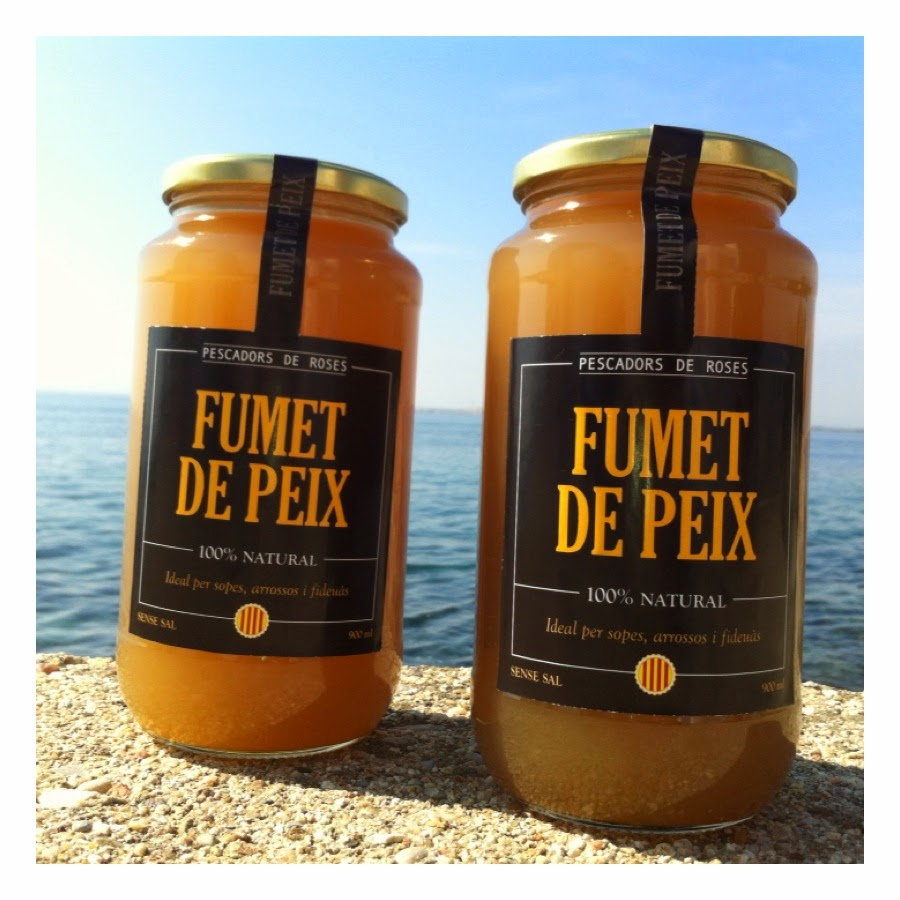 FUMET DE PEIX
PESCADORS DE ROSES
FUMET
DE PEIX
100% NATURAL
Ideal per sopes, arrossos i fideuàs
SENSE SAL
900 ml
FUMET DE PEIX
PESCADORS DE ROSES
FUMET
DE PEIX
100% NATURAL
Ideal per sopes, arrossos i fideuàs
SENSE SAL
900 ml